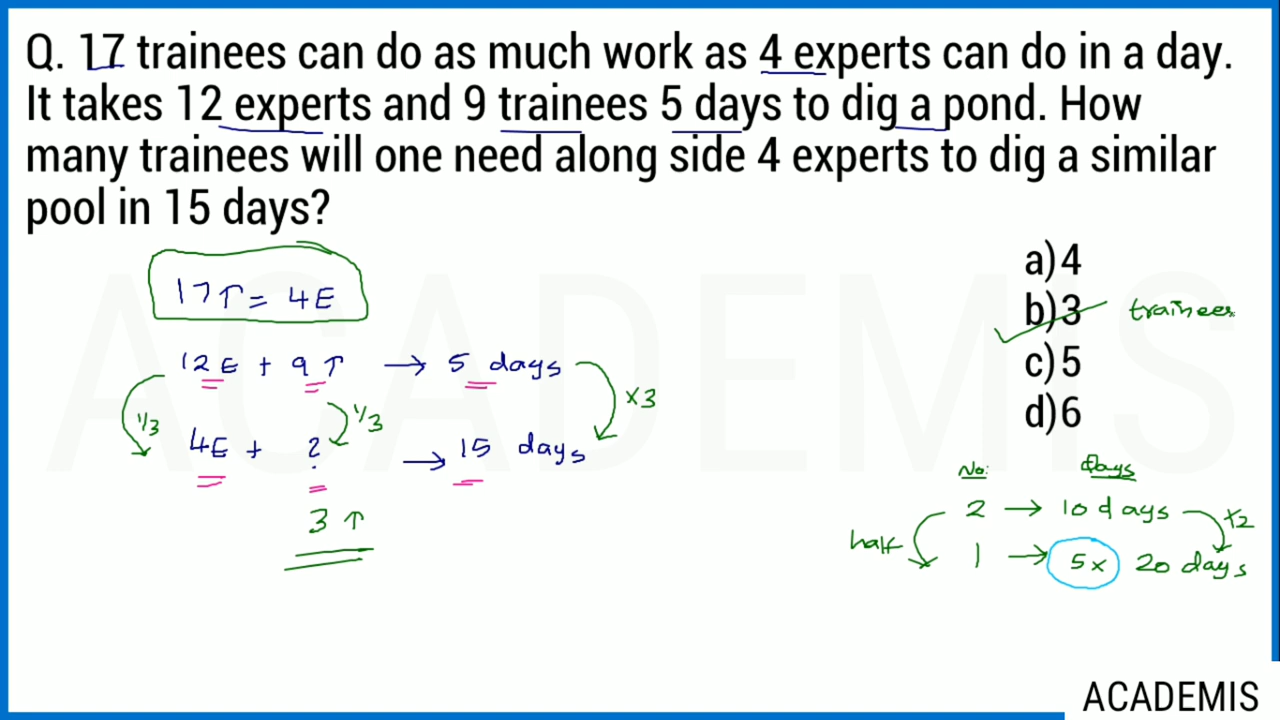 Q. 17 trainees can do as much work as 4 experts can do in a day.
It takes 12 experts and 9 trainees 5 days to dig a pond. How
many trainees will one need along side 4 experts to dig a similar
pool in 15 days?
17T = 4E
12E + 9T → 5 days
1/3 1/3 ×3
4E + ? → 15 days
3T
a) 4
b) 3 trainees
c) 5
d) 6
No: Days
2 → 10 days
half ×2
1 → 5× 20 days
ACADEMIS
ACADEMIS